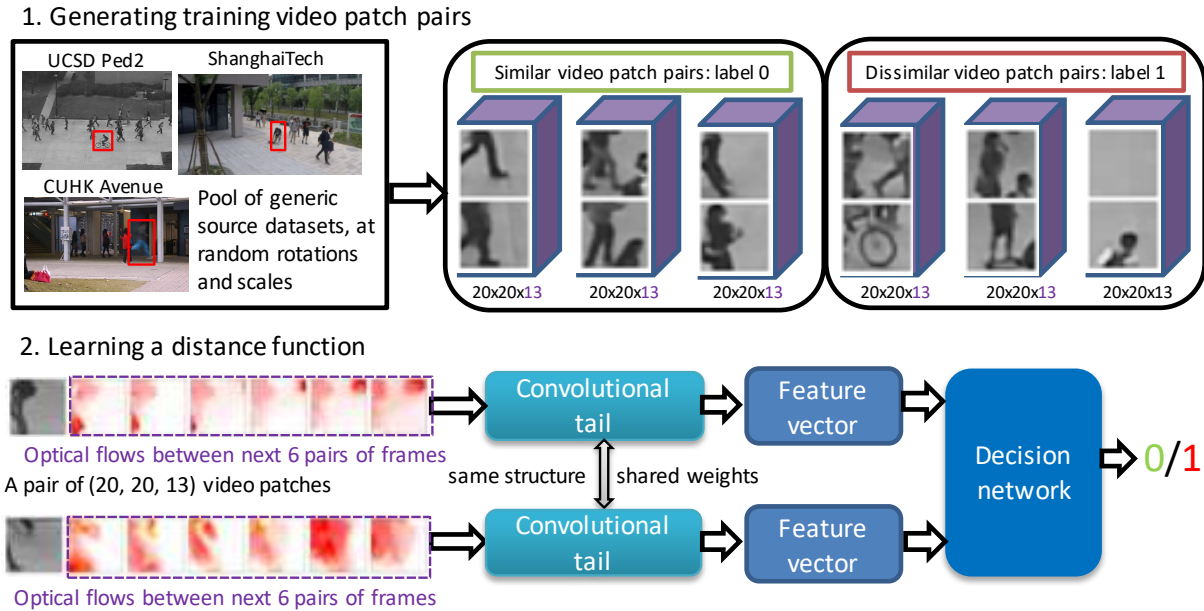 1. Generating training video patch pairs
UCSD Ped2
ShanghaiTech
CUHK Avenue
Pool of generic
source datasets, at
random rotations
and scales
Similar video patch pairs: label 0
20x20x13
20x20x13
20x20x13
Dissimilar video patch pairs: label 1
20x20x13
20x20x13
20x20x13
2. Learning a distance function
Optical flows between next 6 pairs of frames
A pair of (20, 20, 13) video patches
Optical flows between next 6 pairs of frames
Convolutional
tail
same structure
shared weights
Convolutional
tail
Feature
vector
Feature
vector
Decision
network
0/1